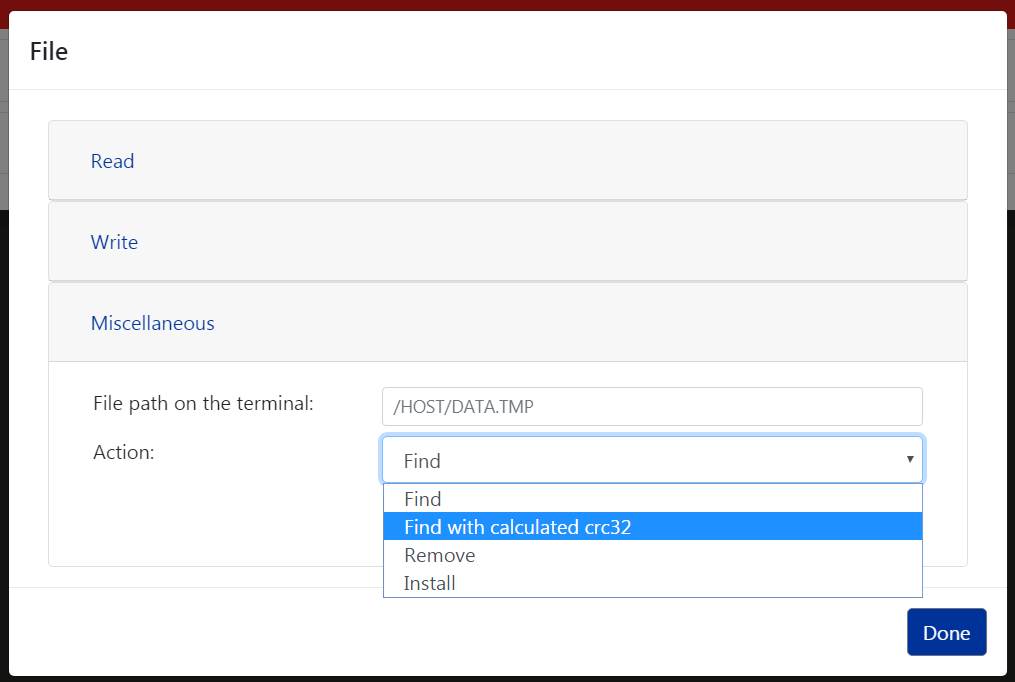 File
Read
Write
Miscellaneous
File path on the terminal:
/HOST/DATA.TMP
Action:
Find
Find
Find with calculated crc32
Remove
Install
Done